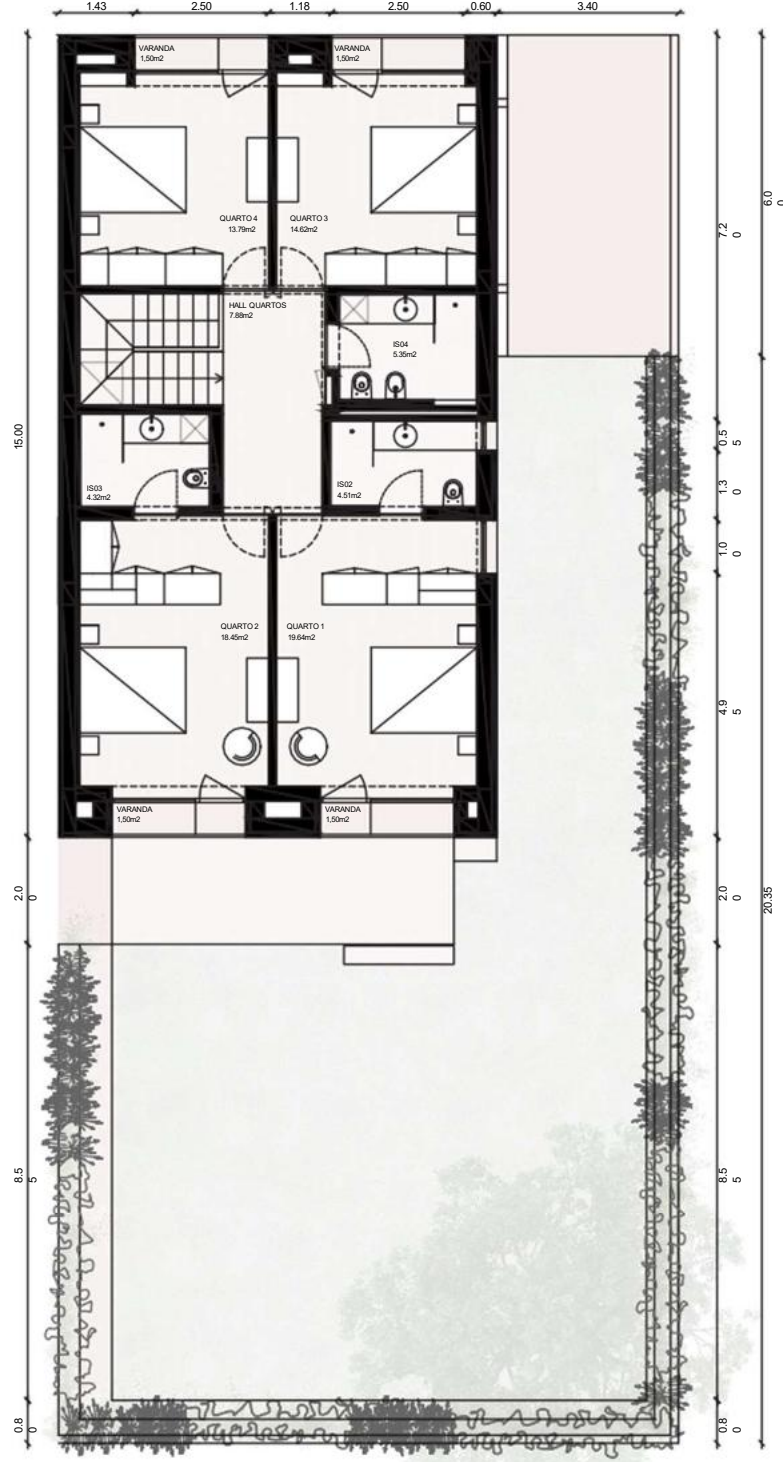 1.43 2.50 1.18 2.50 0.60 3.40
VARANDA
1,50m2
VARANDA
1,50m2
6.0
0
7.2
0
QUARTO 4
13.79m2
QUARTO 3
14.62m2
HALL QUARTOS
7.88m2
IS04
5.35m2
15.00
0.5
5
IS03
4.32m2
IS02
4.51m2
1.3
0
1.0
0
QUARTO 2
18.45m2
QUARTO 1
19.64m2
4.9
5
VARANDA
1,50m2
VARANDA
1,50m2
2.0
0
2.0
0
20.35
8.5
5
8.5
5
0.8
0
0.8
0